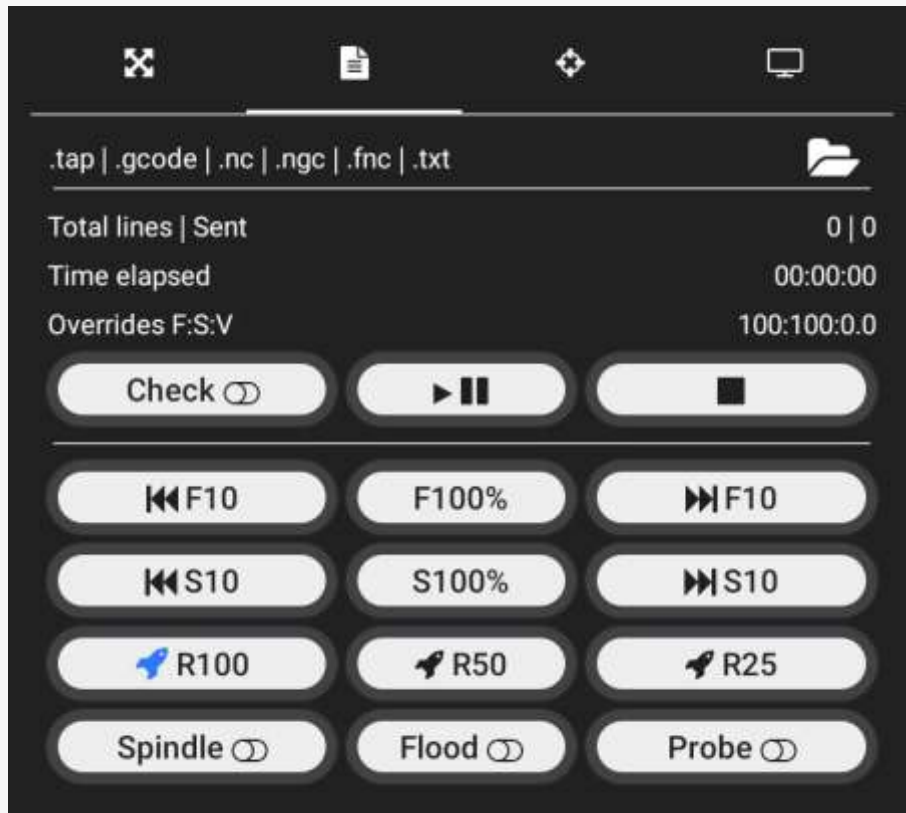 .tap | .gcode | .nc | .ngc | .fnc | .txt
Total lines | Sent 0 | 0
Time elapsed 00:00:00
Overrides F:S:V 100:100:0.0
Check
F10 F100% F10
S10 S100% S10
R100 R50 R25
Spindle Flood Probe